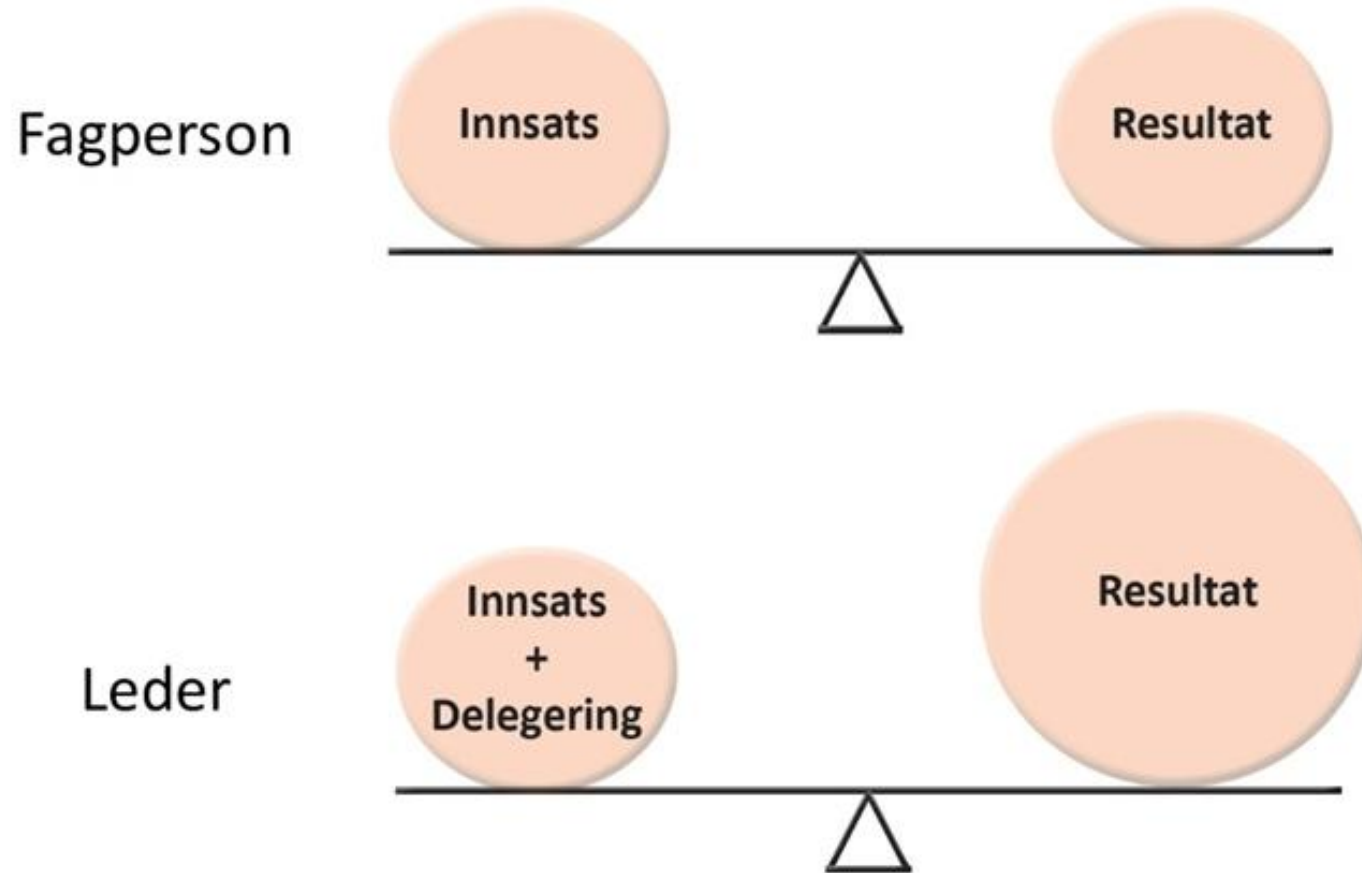 Fagperson
Innsats
Resultat
Leder
Innsats
+
Delegering
Resultat